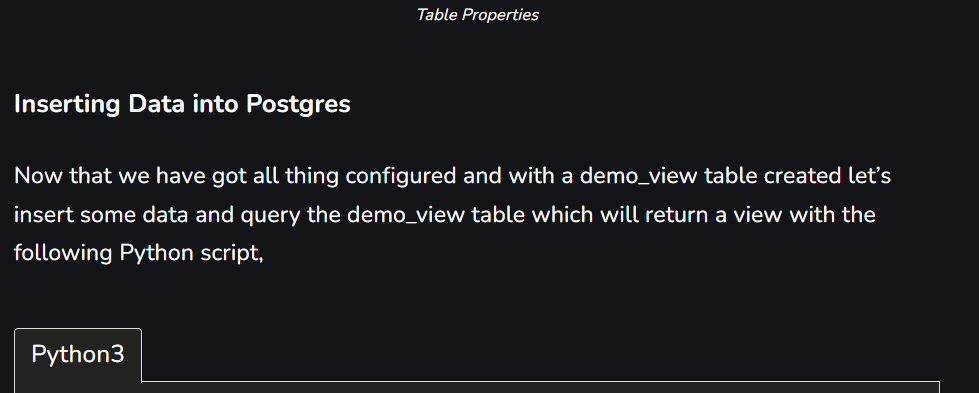 Table Properties
Inserting Data into Postgres
Now that we have got all thing configured and with a demo_view table created let’s
insert some data and query the demo_view table which will return a view with the
following Python script,
Python3